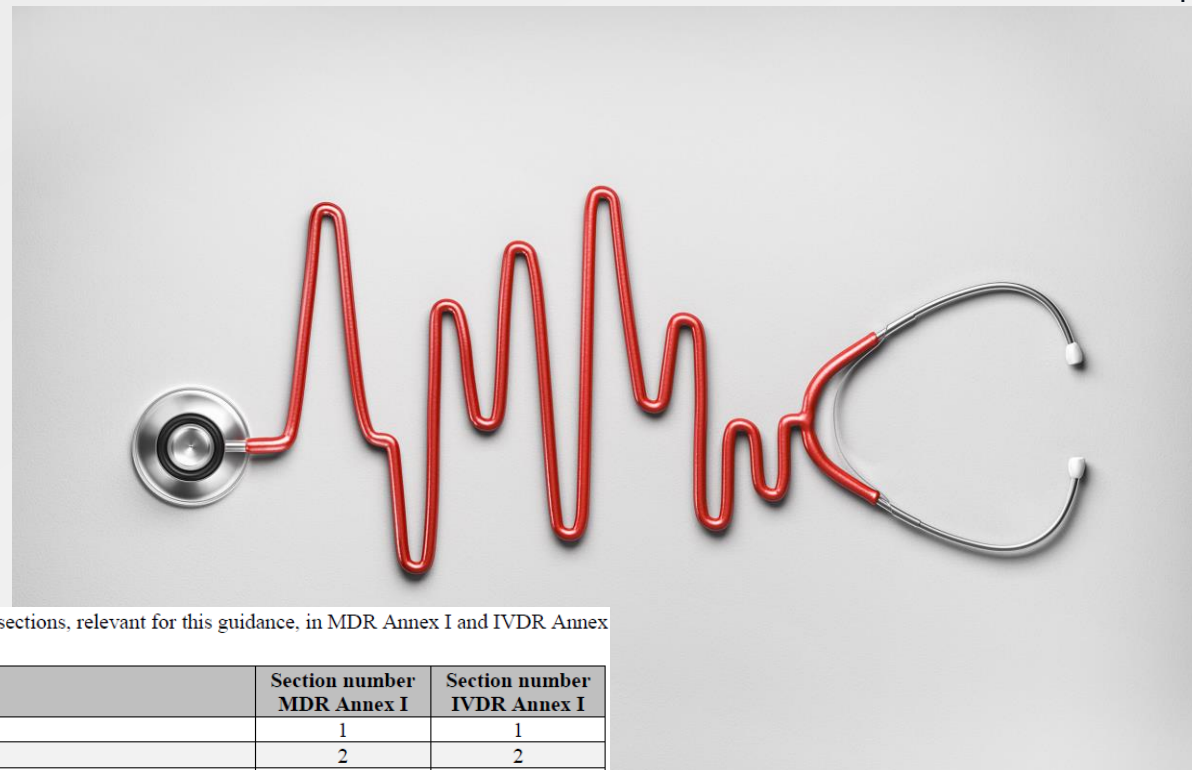 sections, relevant for this guidance, in MDR Annex I and IVDR Annex
Section number Section number
MDR Annex I IVDR Annex I
1 1
2 2